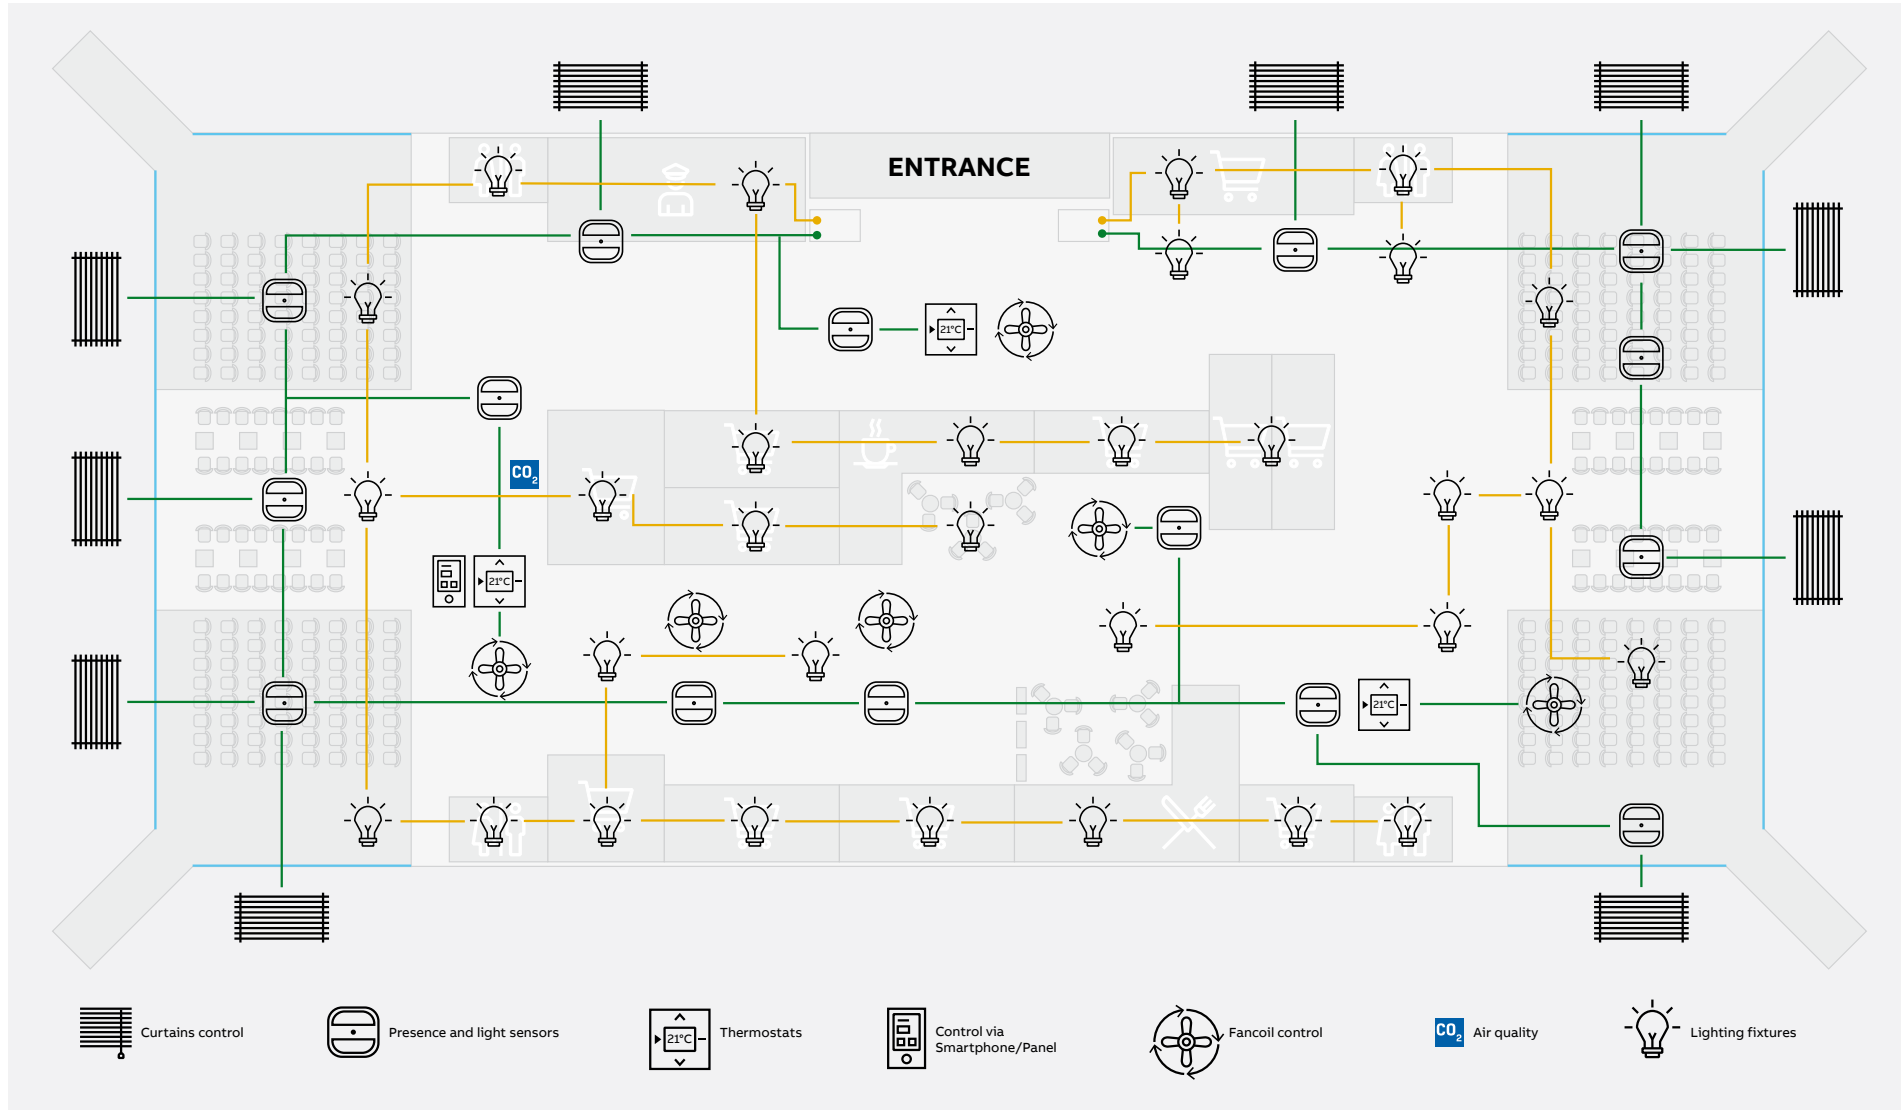 ENTRANCE
21°C
CO2
21°C
21°C
Curtains control
Presence and light sensors
21°C
Thermostats
Control via
Smartphone/Panel
Fancoil control
CO2
Air quality
Lighting fixtures